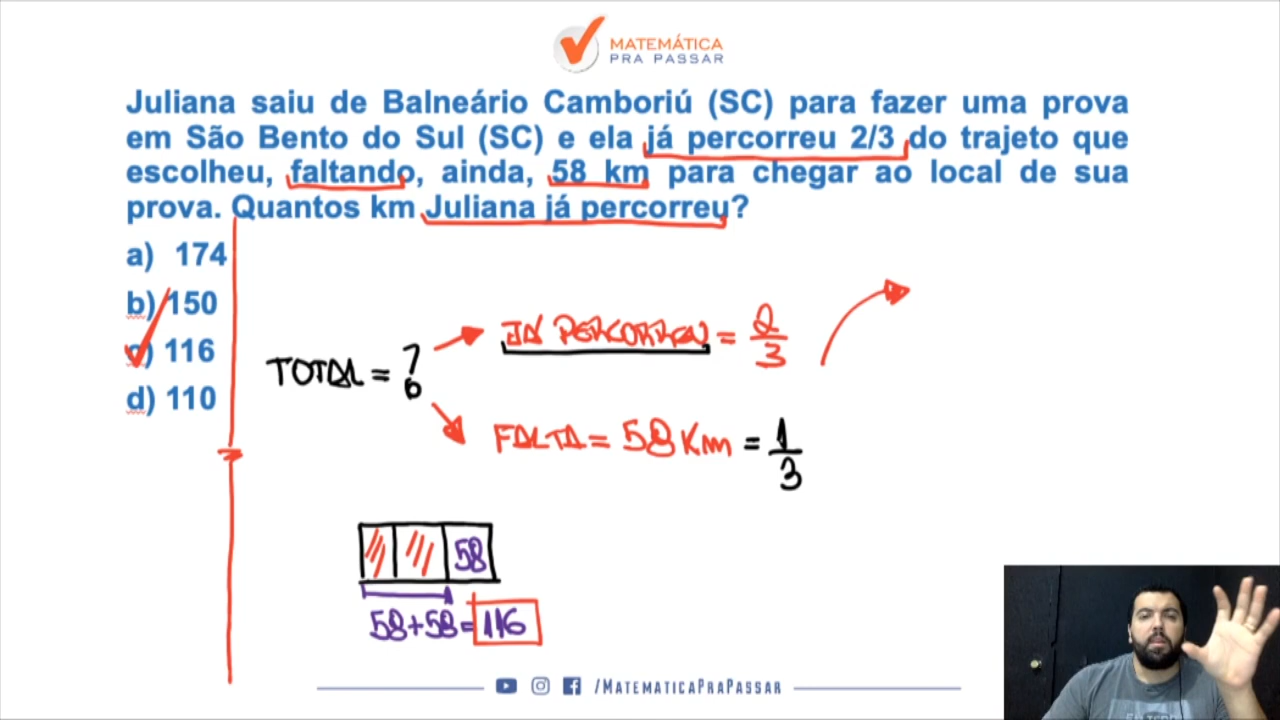 MATEMÁTICA
PRA PASSAR
Juliana saiu de Balneário Camboriú (SC) para fazer uma prova
em São Bento do Sul (SC) e ela já percorreu 2/3 do trajeto que
escolheu, faltando, ainda, 58 km para chegar ao local de sua
prova. Quantos km Juliana já percorreu?
a) 174
b) 150
c) 116
d) 110
JÁ PERCORREU = 2/3
TOTAL = ?
FALTA = 58 Km = 1/3
58
58+58=116
/MATEMATICAPRAPASSAR